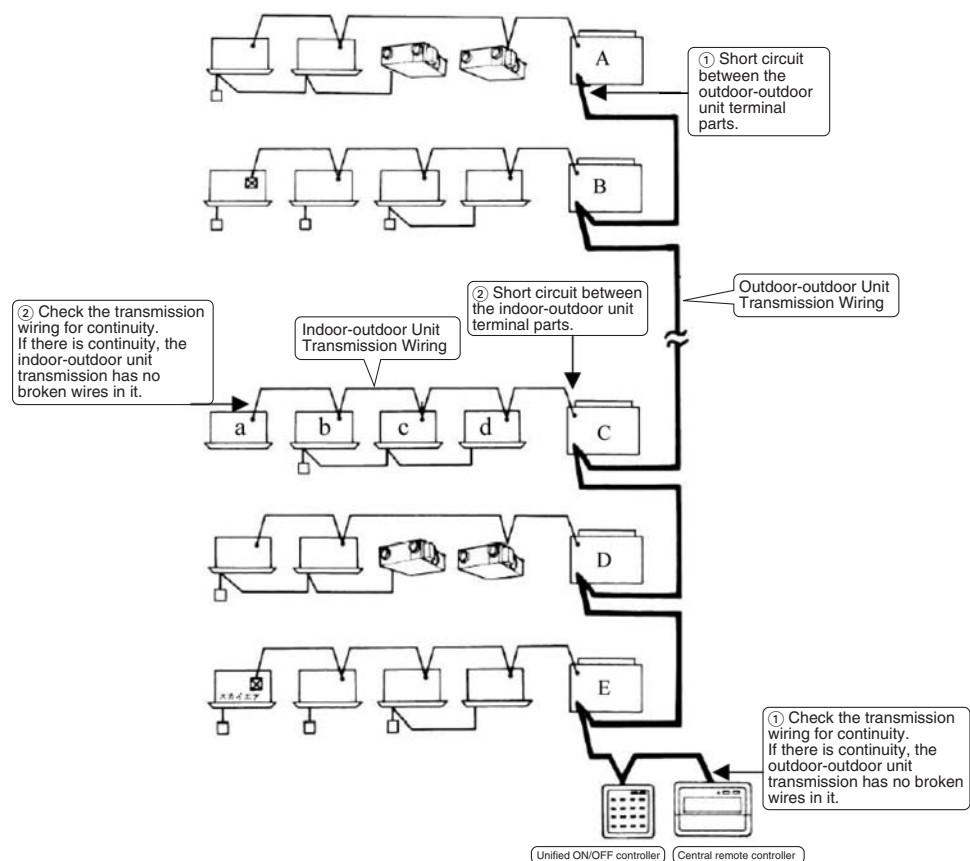 A
① Short circuit
between the
outdoor-outdoor
unit terminal
parts.
B
② Check the transmission
wiring for continuity.
If there is continuity, the
indoor-outdoor unit
transmission has no
broken wires in it.
Indoor-outdoor Unit
Transmission Wiring
② Short circuit between
the indoor-outdoor unit
terminal parts.
Outdoor-outdoor Unit
Transmission Wiring
a
b
c
d
C
D
スカイエア
E
① Check the transmission
wiring for continuity.
If there is continuity, the
outdoor-outdoor unit
transmission has no broken
wires in it.
Unified ON/OFF controller
Central remote controller